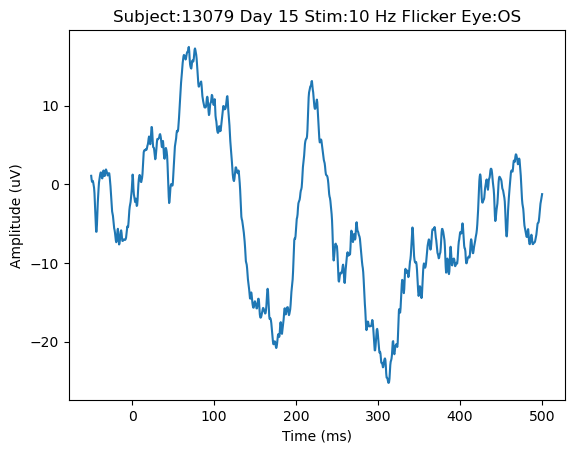 Subject:13079 Day 15 Stim:10 Hz Flicker Eye:OS
Amplitude (uV)
10
0
−10
−20
0 100 200 300 400 500
Time (ms)